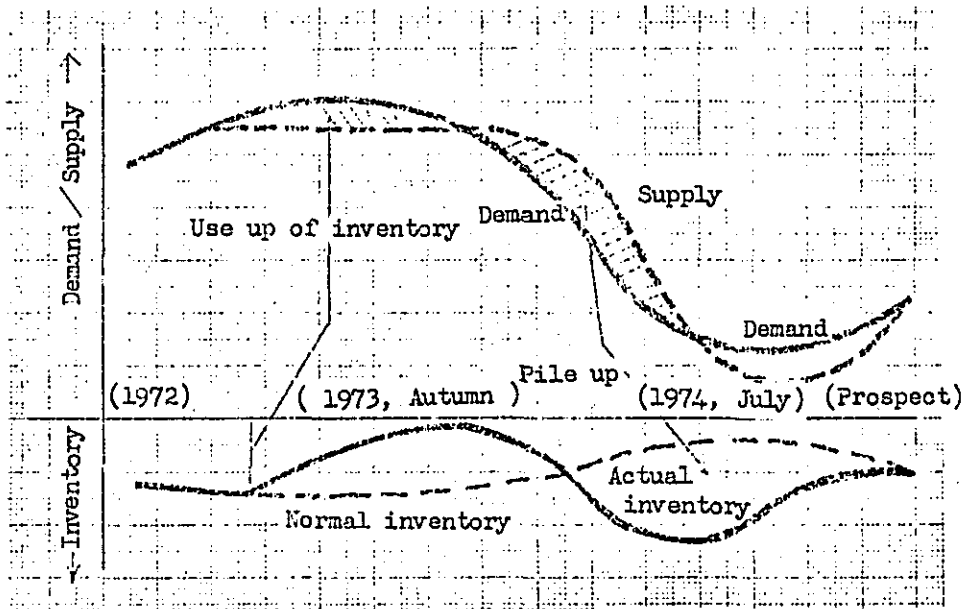 Demand / Supply →
Use up of inventory
Demand
Supply
Demand
Pile up
(1972)
( 1973, Autumn )
(1974, July)
(Prospect)
← Inventory
Normal inventory
Actual
inventory